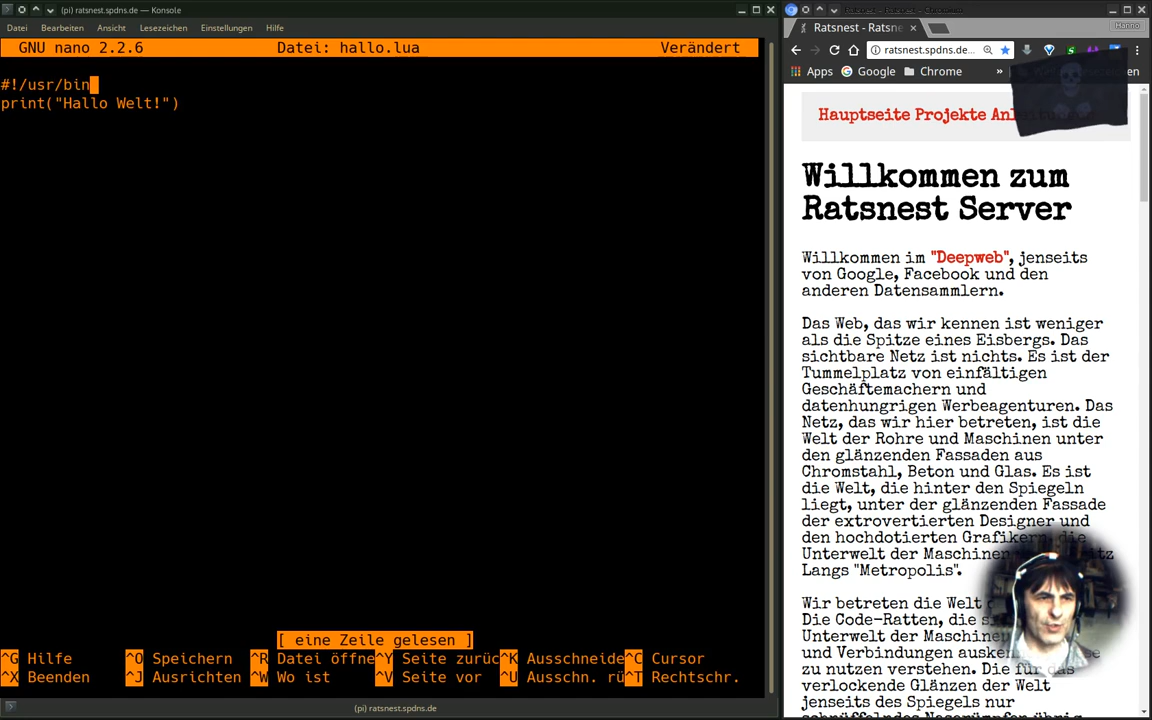 (pi) ratsnest.spdns.de — Konsole
Datei Bearbeiten Ansicht Lesezeichen Einstellungen Hilfe
GNU nano 2.2.6 Datei: hallo.lua Verändert
#!/usr/bin
print("Hallo Welt!")
[ eine Zeile gelesen ]
^G Hilfe ^O Speichern ^R Datei öffne ^Y Seite zurüc ^K Ausschneide ^C Cursor
^X Beenden ^J Ausrichten ^W Wo ist ^V Seite vor ^U Ausschn. rü ^T Rechtschr.
(pi) ratsnest.spdns.de
Ratsnest - Ratsne
Hanno
ratsnest.spdns.de...
Apps Google Chrome »
Hauptseite Projekte
Willkommen zum
Ratsnest Server
Willkommen im "Deepweb", jenseits
von Google, Facebook und den
anderen Datensammlern.
Das Web, das wir kennen ist weniger
als die Spitze eines Eisbergs. Das
sichtbare Netz ist nichts. Es ist der
Tummelplatz von einfältigen
Geschäftemachern und
datenhungrigen Werbeagenturen. Das
Netz, das wir hier betreten, ist die
Welt der Rohre und Maschinen unter
den glänzenden Fassaden aus
Chromstahl, Beton und Glas. Es ist
die Welt, die hinter den Spiegeln
liegt, unter der glänzenden Fassade
der extrovertierten Designer und
den hochdotierten Grafikern, die
Unterwelt der Maschinen
Langs "Metropolis".
Wir betreten die Welt
Die Code-Ratten, die
Unterwelt der Maschinen
und Verbindungen
zu nutzen verstehen. Die für das
verlockende Glänzen der Welt
jenseits des Spiegels nur